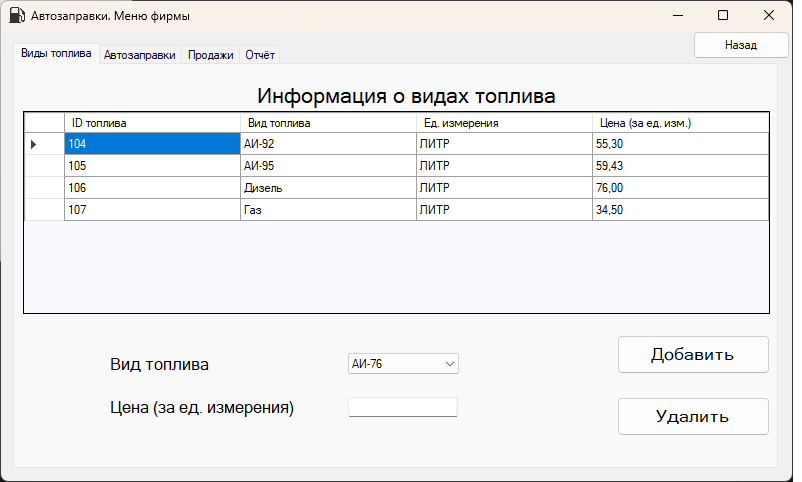 Автозаправки. Меню фирмы
Назад
Виды топлива Автозаправки Продажи Отчёт
Информация о видах топлива
ID топлива Вид топлива Ед. измерения Цена (за ед. изм.)
104 АИ-92 ЛИТР 55,30
105 АИ-95 ЛИТР 59,43
106 Дизель ЛИТР 76,00
107 Газ ЛИТР 34,50
Вид топлива АИ-76 Добавить
Цена (за ед. измерения) Удалить